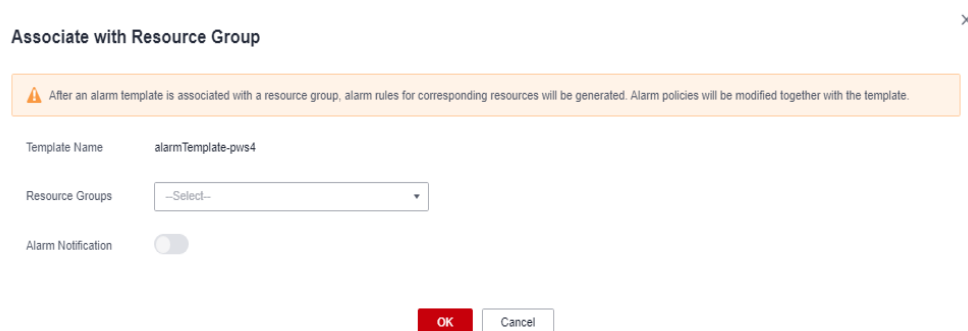 Associate with Resource Group
After an alarm template is associated with a resource group, alarm rules for corresponding resources will be generated. Alarm policies will be modified together with the template.
Template Name alarmTemplate-pws4
Resource Groups --Select--
Alarm Notification
OK Cancel